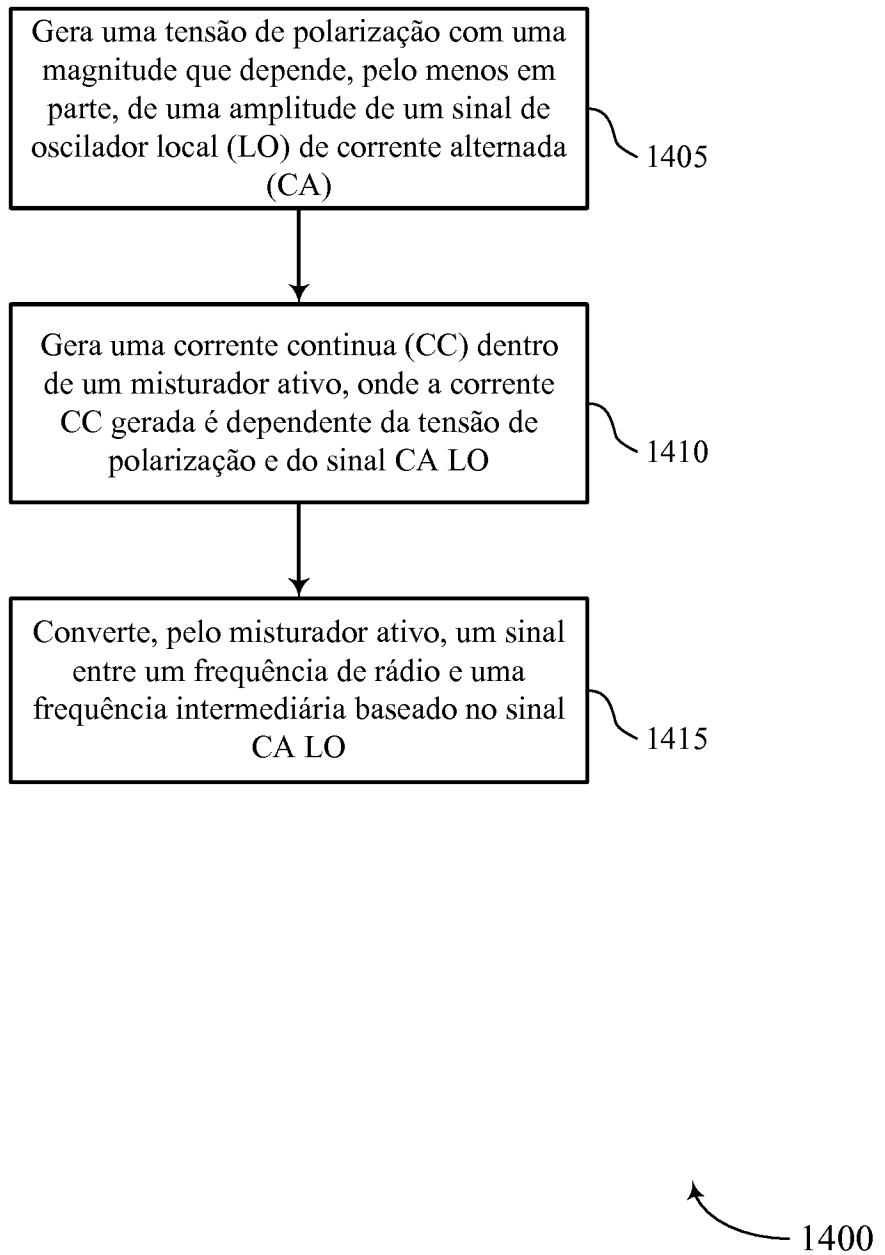 Gera uma tensão de polarização com uma
magnitude que depende, pelo menos em
parte, de uma amplitude de um sinal de
oscilador local (LO) de corrente alternada
(CA)
1405
Gera uma corrente continua (CC) dentro
de um misturador ativo, onde a corrente
CC gerada é dependente da tensão de
polarização e do sinal CA LO
1410
Converte, pelo misturador ativo, um sinal
entre um frequência de rádio e uma
frequência intermediária baseado no sinal
CA LO
1415
1400